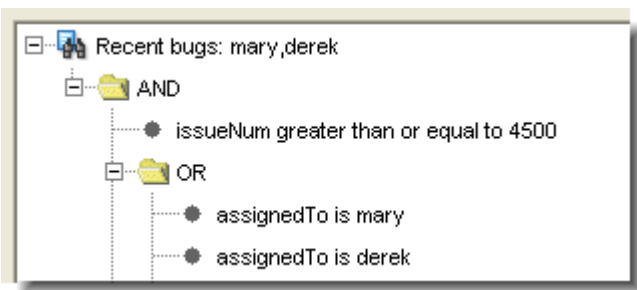 Recent bugs: mary,derek
AND
issueNum greater than or equal to 4500
OR
assignedTo is mary
assignedTo is derek